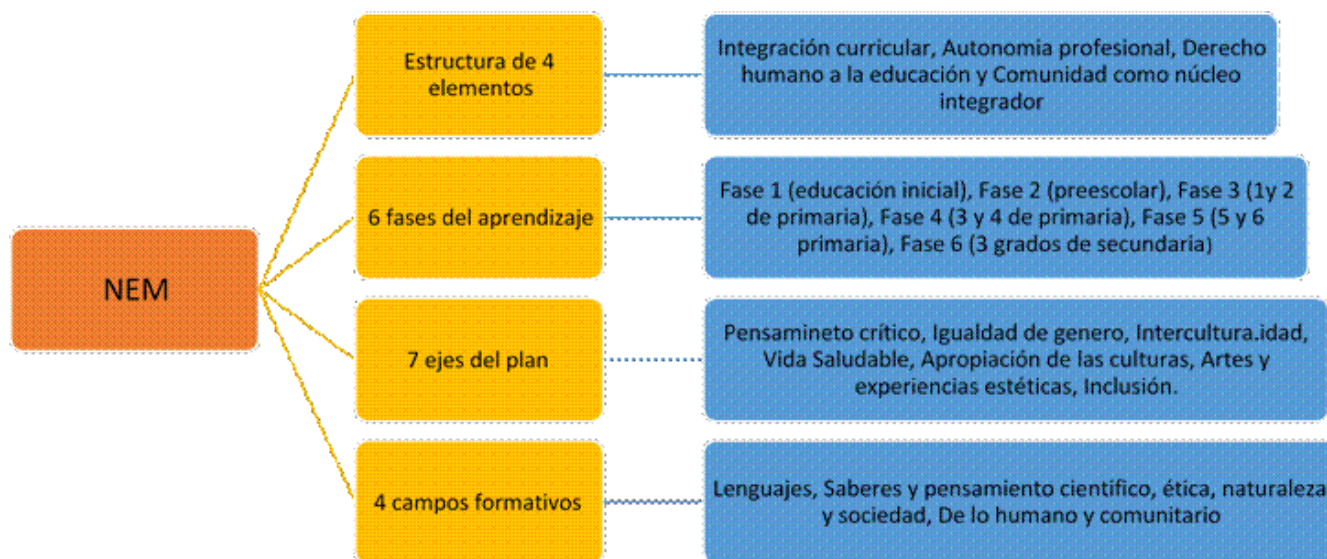 NEM
Estructura de 4
elementos
Integración curricular, Autonomia profesional, Derecho
humano a la educación y Comunidad como núcleo
integrador
6 fases del aprendizaje
Fase 1 (educación inicial), Fase 2 (preescolar), Fase 3 (1y 2
de primaria), Fase 4 (3 y 4 de primaria), Fase 5 (5 y 6
primaria), Fase 6 (3 grados de secundaria)
7 ejes del plan
Pensamineto crítico, Igualdad de genero, Intercultura.idad,
Vida Saludable, Apropiación de las culturas, Artes y
experiencias estéticas, Inclusión.
4 campos formativos
Lenguajes, Saberes y pensamiento cientifico, ética, naturaleza
y sociedad, De lo humano y comunitario